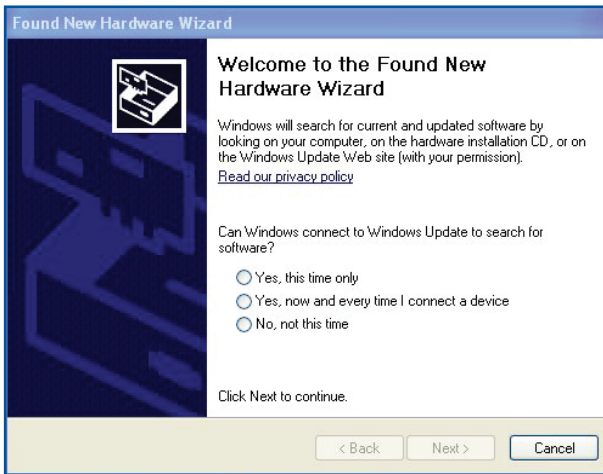 Found New Hardware Wizard
Welcome to the Found New
Hardware Wizard
Windows will search for current and updated software by
looking on your computer, on the hardware installation CD, or on
the Windows Update Web site (with your permission).
Read our privacy policy
Can Windows connect to Windows Update to search for
software?
Yes, this time only
Yes, now and every time I connect a device
No, not this time
Click Next to continue.
< Back Next > Cancel